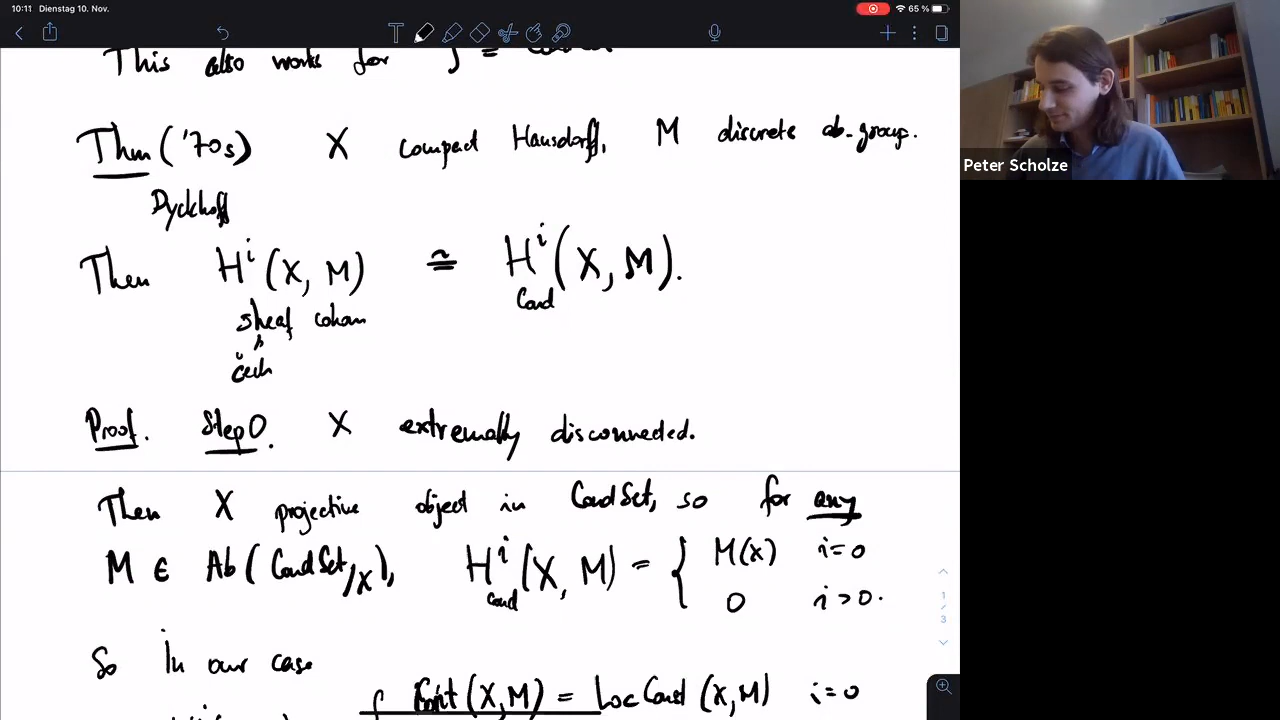 10:11 Dienstag 10. Nov.
65 %
This also works for
Thm ('70s) X compact Hausdorff, M discrete ab. group.
Dyckhoff
Then H^i (X, M) ≅ H^i_cond (X, M).
sheaf cohom
Čech
Proof. Step 0. X extremally disconnected.
Then X projective object in CondSet, so for any
M ∈ Ab(CondSet/X), H^i_cond (X, M) = { M(X) i=0
0 i>0.
So in our case
Cont (X,M) = LocConst (X,M) i=0
Peter Scholze
1
/
3